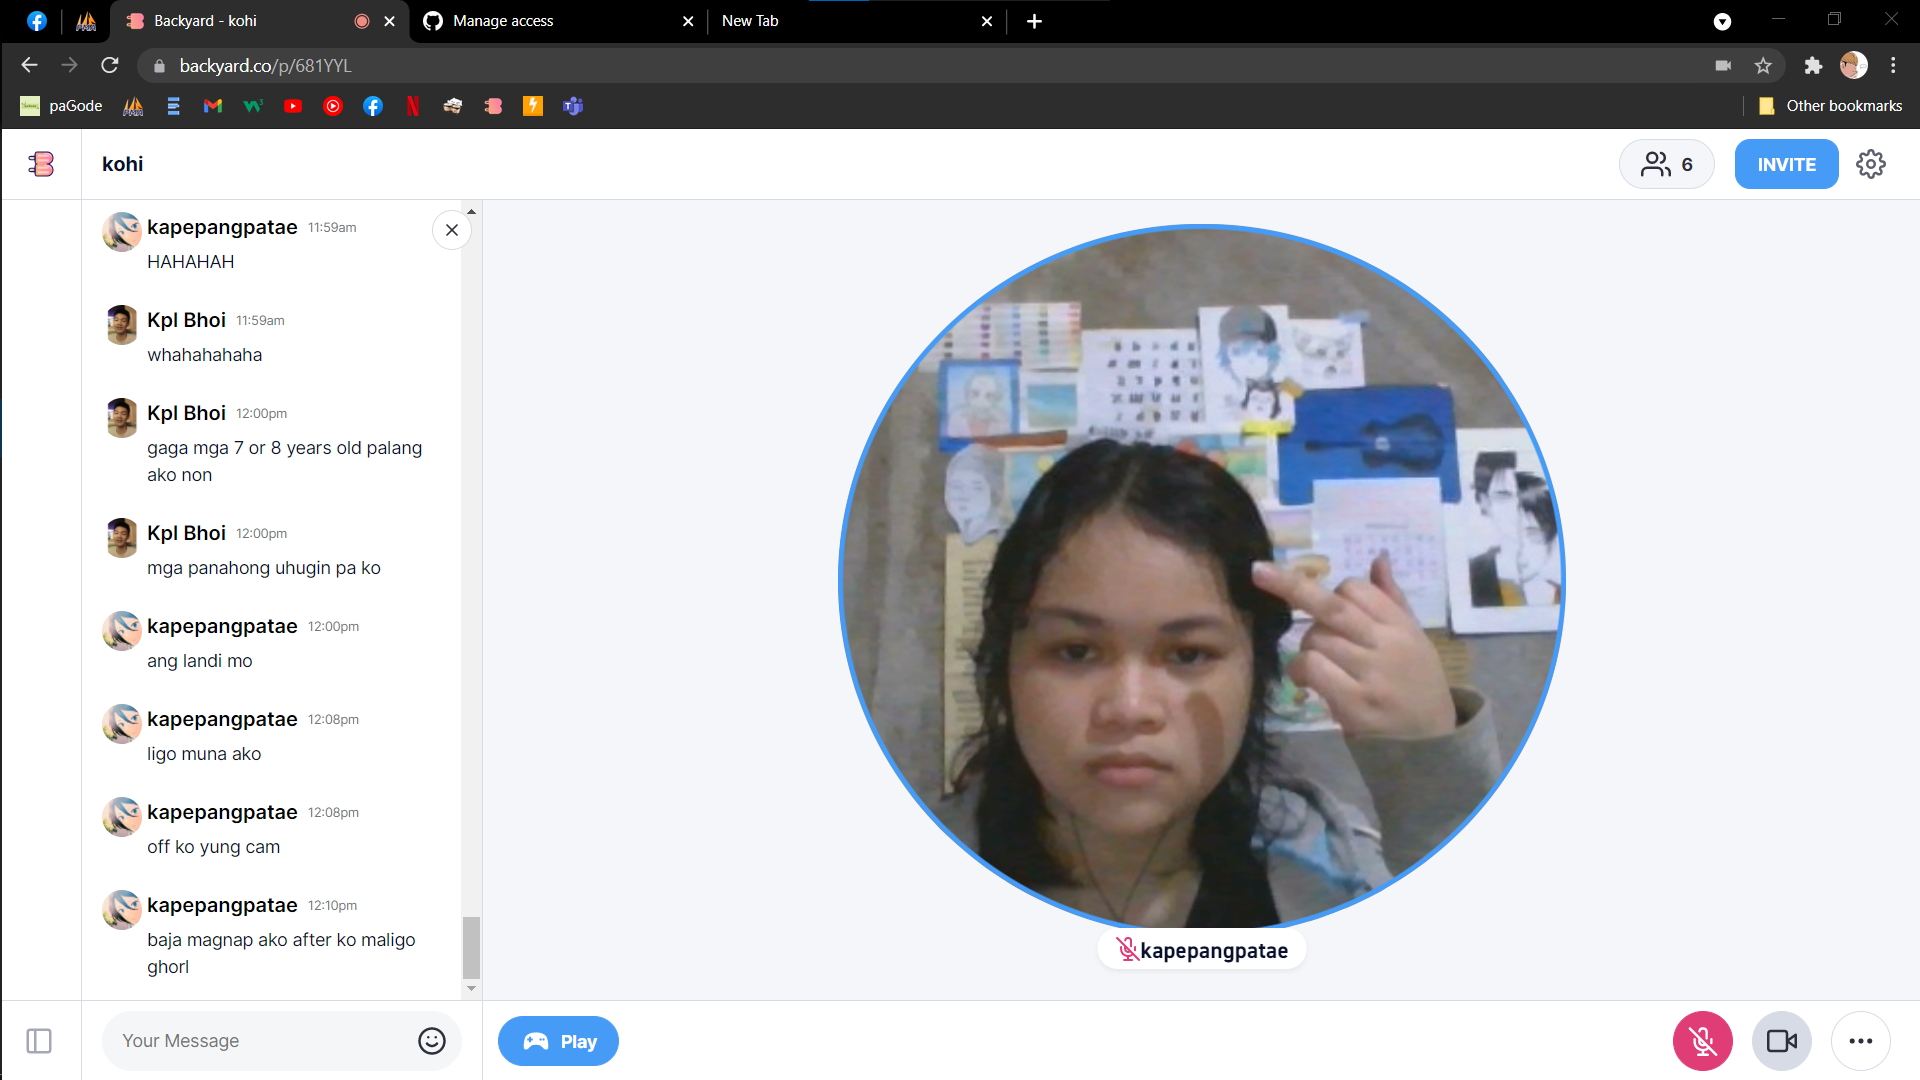 Backyard - kohi
Manage access
New Tab
backyard.co/p/681YYL
paGode
Other bookmarks
kohi
6
INVITE
kapepangpatae 11:59am
HAHAHAH
Kpl Bhoi 11:59am
whahahahaha
Kpl Bhoi 12:00pm
gaga mga 7 or 8 years old palang
ako non
Kpl Bhoi 12:00pm
mga panahong uhugin pa ko
kapepangpatae 12:00pm
ang landi mo
kapepangpatae 12:08pm
ligo muna ako
kapepangpatae 12:08pm
off ko yung cam
kapepangpatae 12:10pm
baja magnap ako after ko maligo
ghorl
kapepangpatae
Your Message
Play